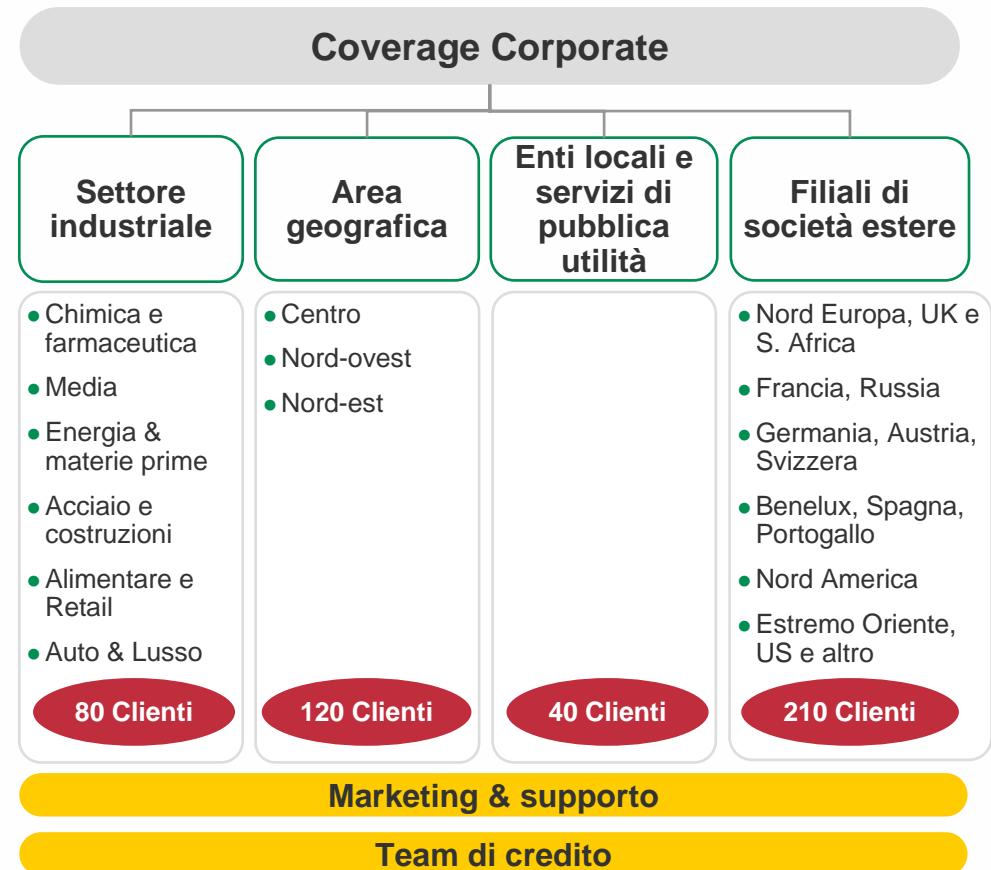 Coverage Corporate
Settore
industriale
Area
geografica
Enti locali e
servizi di
pubblica
utilità
Filiali di
società estere
• Chimica e
farmaceutica
• Media
• Energia &
materie prime
• Acciaio e
costruzioni
• Alimentare e
Retail
• Auto & Lusso
80 Clienti
• Centro
• Nord-ovest
• Nord-est
120 Clienti
40 Clienti
• Nord Europa, UK e
S. Africa
• Francia, Russia
• Germania, Austria,
Svizzera
• Benelux, Spagna,
Portogallo
• Nord America
• Estremo Oriente,
US e altro
210 Clienti
Marketing & supporto
Team di credito